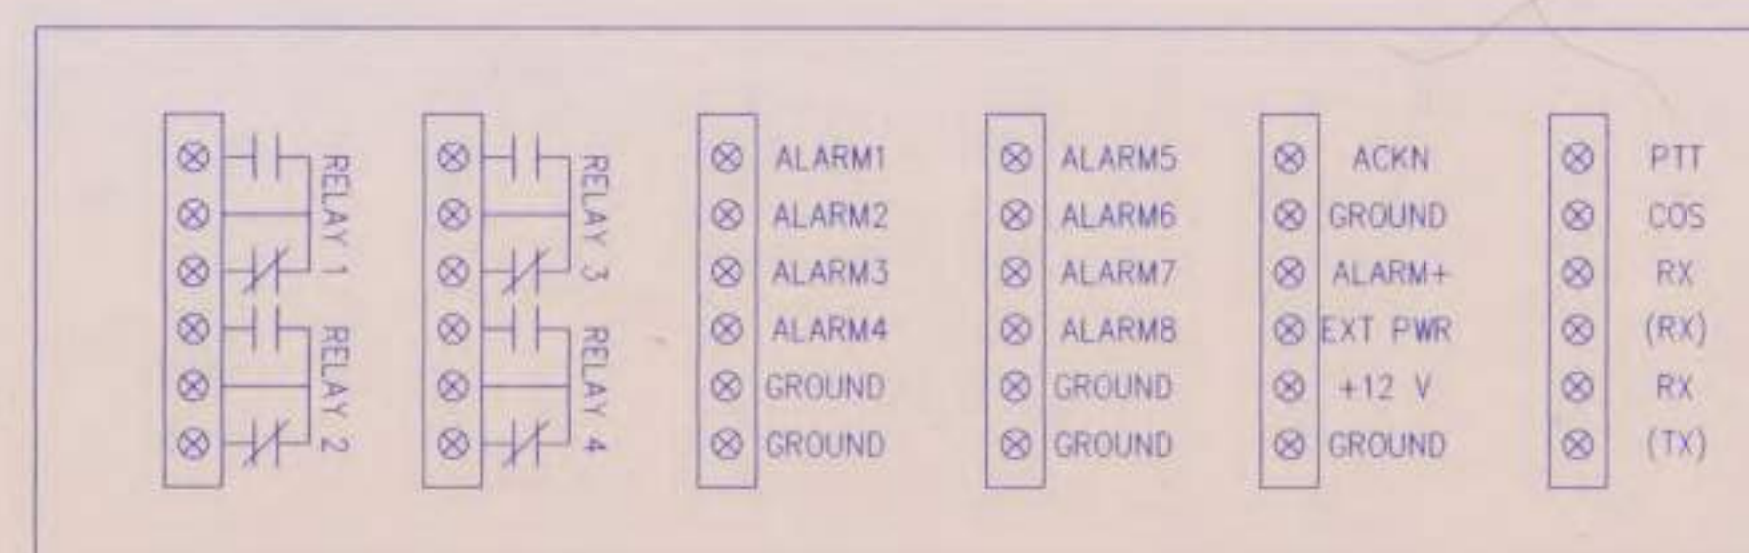 RELAY 1
RELAY 2
RELAY 3
RELAY 4
ALARM1
ALARM2
ALARM3
ALARM4
GROUND
GROUND
ALARM5
ALARM6
ALARM7
ALARM8
GROUND
GROUND
ACKN
GROUND
ALARM+
EXT PWR
+12 V
GROUND
PTT
COS
RX
(RX)
RX
(TX)